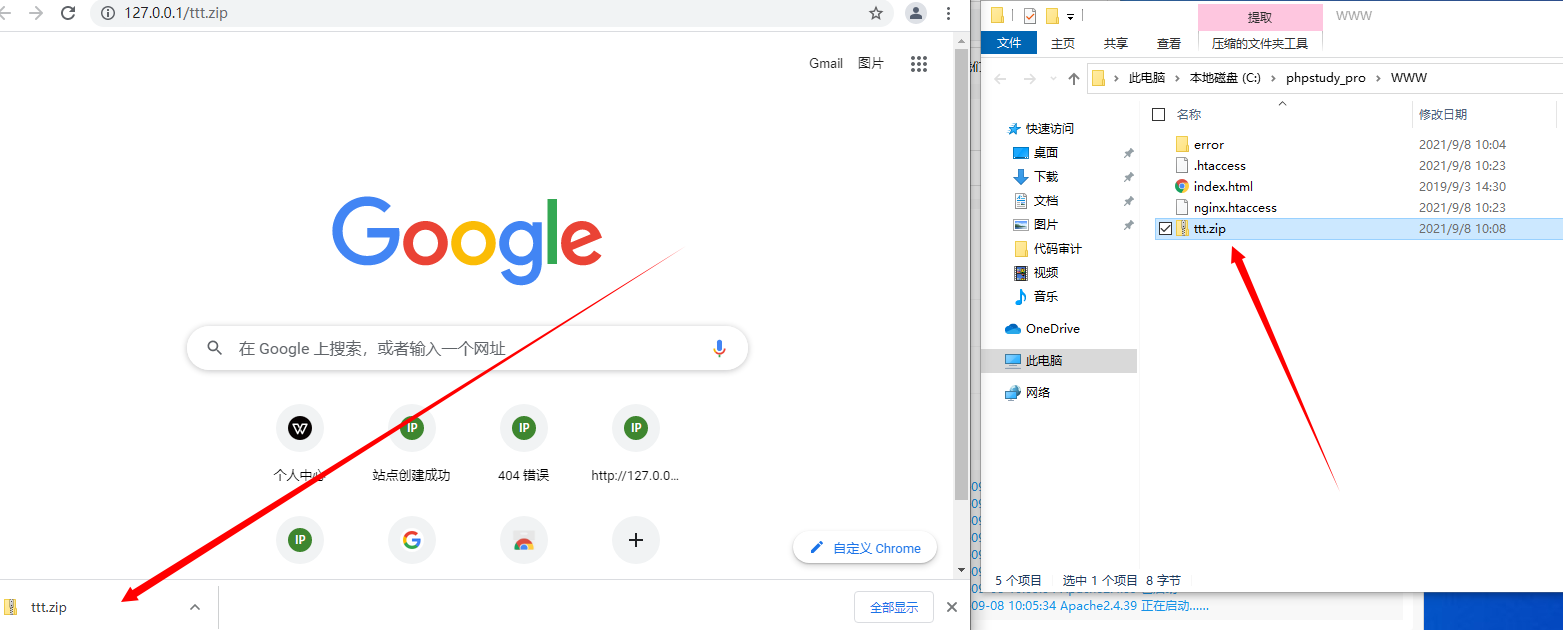 127.0.0.1/ttt.zip
Gmail
图片
Google
在 Google 上搜索，或者输入一个网址
个人中心
站点创建成功
404 错误
http://127.0.0...
IP
IP
IP
IP
自定义 Chrome
ttt.zip
全部显示
提取
WWW
文件
主页
共享
查看
压缩的文件夹工具
此电脑 › 本地磁盘 (C:) › phpstudy_pro › WWW
名称
修改日期
快速访问
桌面
下载
文档
图片
代码审计
视频
音乐
OneDrive
此电脑
网络
error 2021/9/8 10:04
.htaccess 2021/9/8 10:23
index.html 2019/9/3 14:30
nginx.htaccess 2021/9/8 10:23
ttt.zip 2021/9/8 10:08
5 个项目
选中 1 个项目 8 字节
09-08 10:05:34 Apache2.4.39 正在启动......